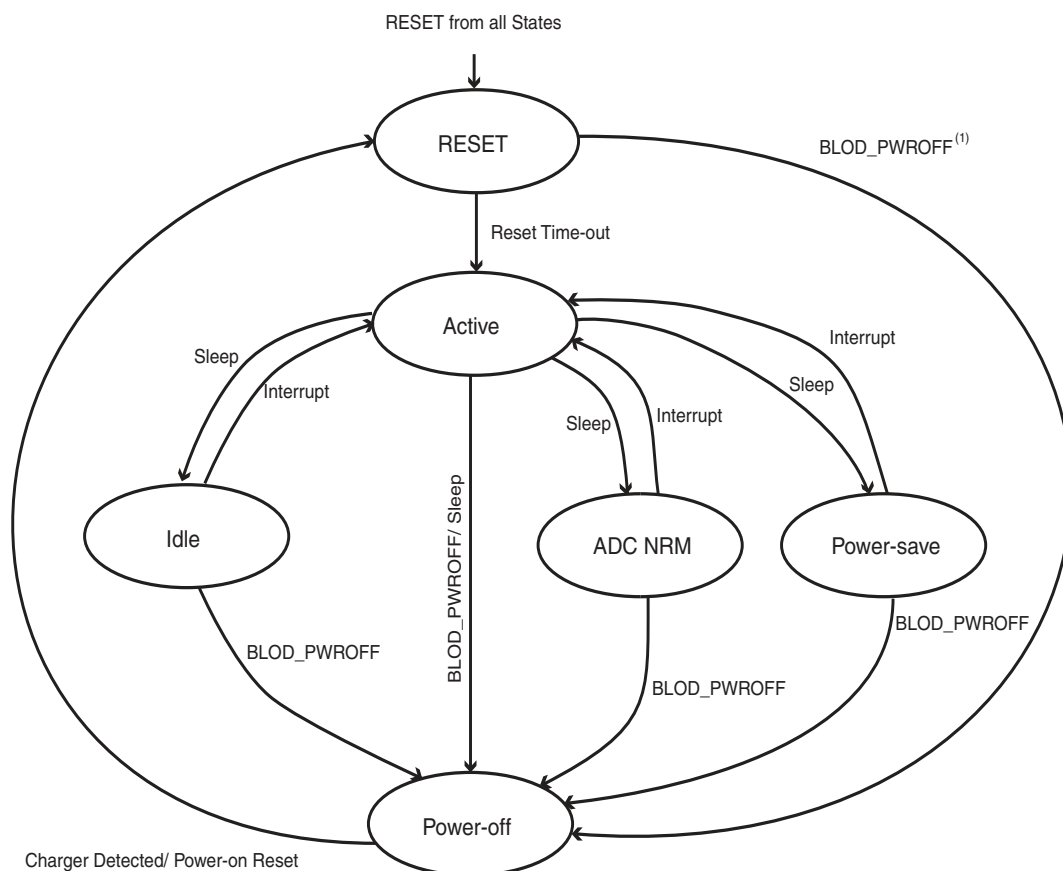 RESET from all States
RESET
BLOD_PWROFF(1)
Reset Time-out
Active
Sleep
Interrupt
Sleep
Interrupt
Interrupt
Sleep
BLOD_PWROFF/ Sleep
Idle
ADC NRM
Power-save
BLOD_PWROFF
BLOD_PWROFF
BLOD_PWROFF
Power-off
Charger Detected/ Power-on Reset